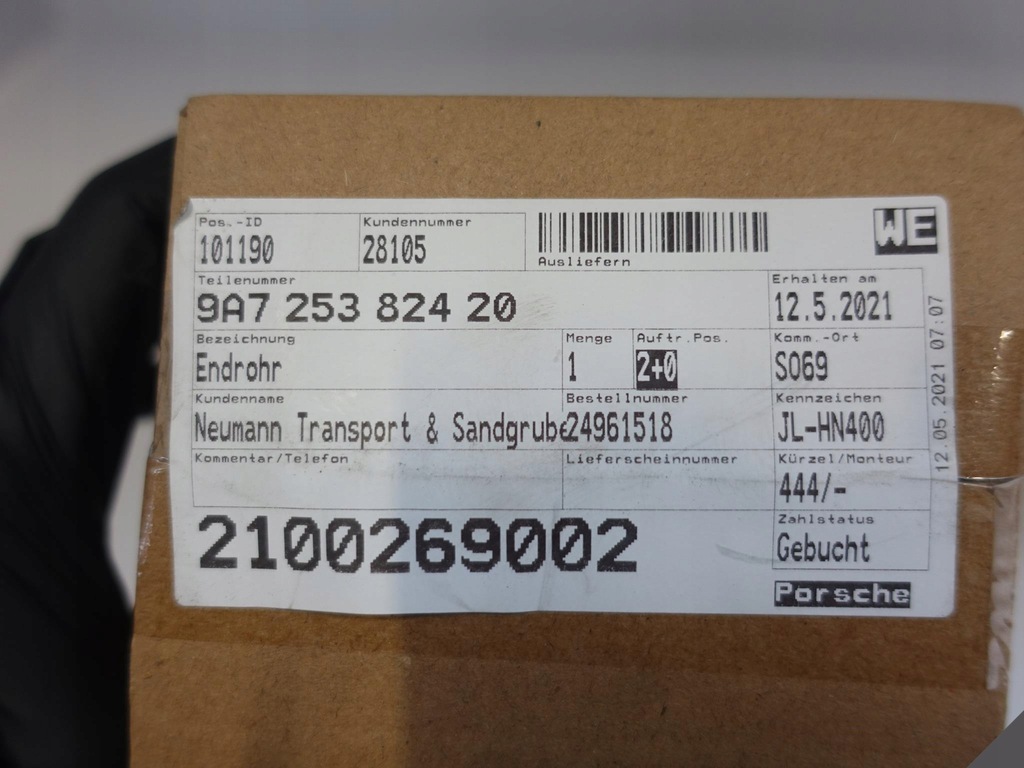 Pos.-ID Kundennummer
101190 28105
WE
Ausliefern
Teilenummer Erhalten am
9A7 253 824 20 12.5.2021
Bezeichnung Menge Auftr.Pos. Komm.-Ort
Endrohr 1 2+0 S069
Kundenname Bestellnummer Kennzeichen
Neumann Transport & Sandgrube 24961518 JL-HN400
Kommentar/Telefon Lieferscheinnummer Kürzel/Monteur
444/-
2100269002 Zahlstatus
Gebucht
Porsche
12.05.2021 07:07